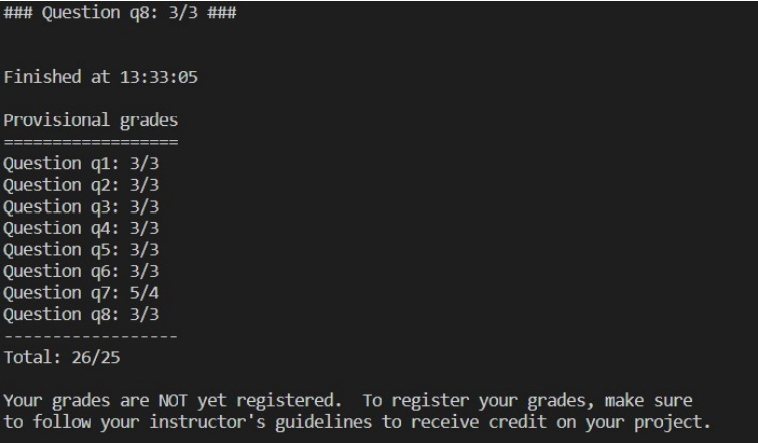 ### Question q8: 3/3 ###
Finished at 13:33:05
Provisional grades
==================
Question q1: 3/3
Question q2: 3/3
Question q3: 3/3
Question q4: 3/3
Question q5: 3/3
Question q6: 3/3
Question q7: 5/4
Question q8: 3/3
------------------
Total: 26/25
Your grades are NOT yet registered.  To register your grades, make sure
to follow your instructor's guidelines to receive credit on your project.